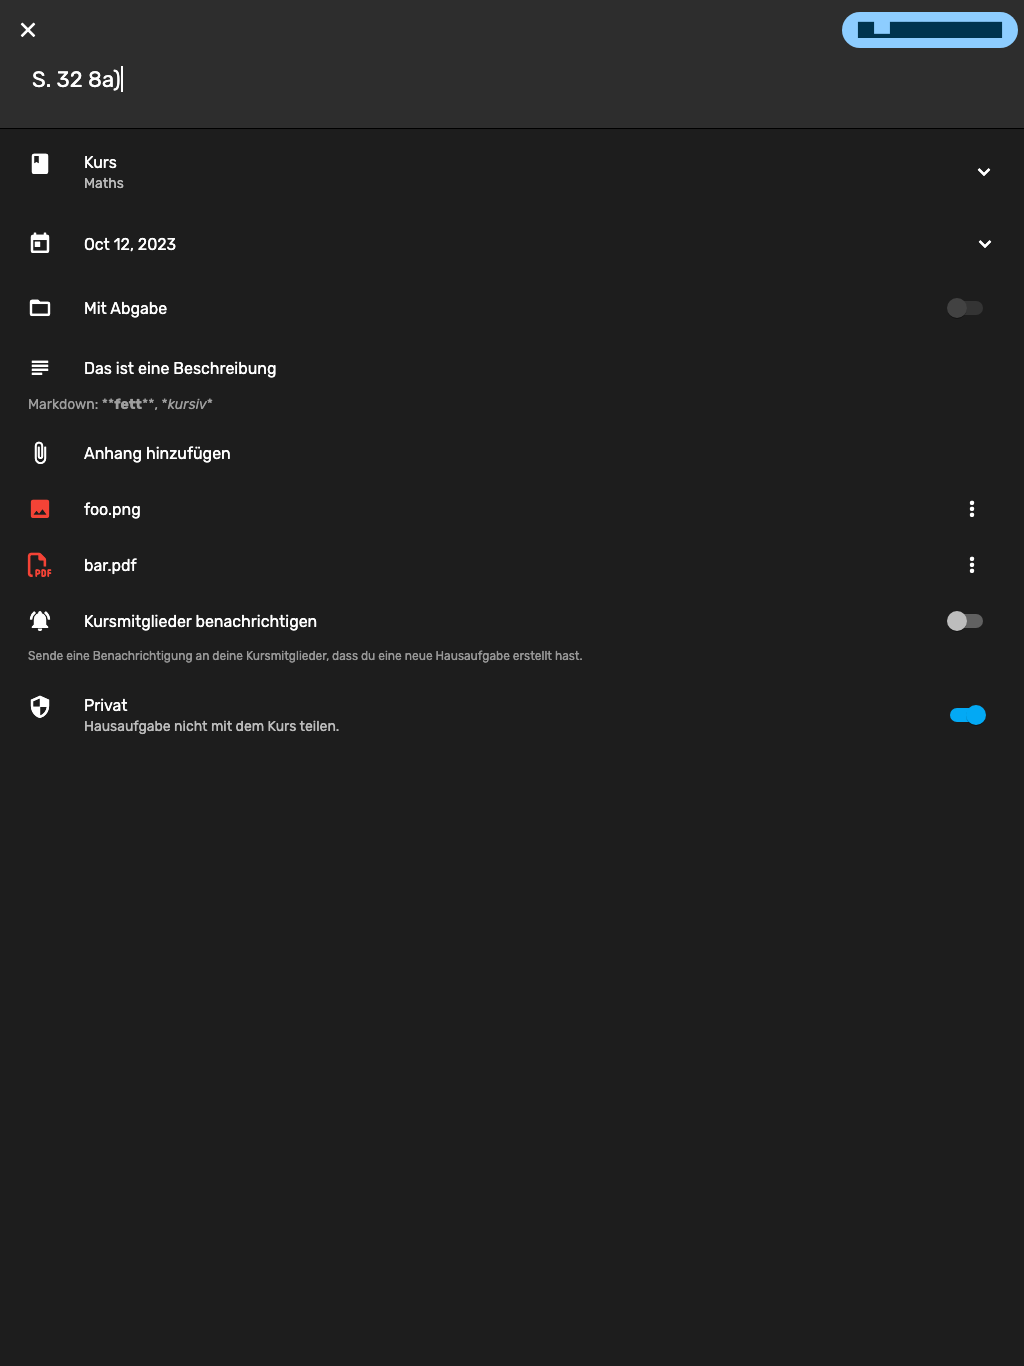 S. 32 8a)
Kurs
Maths
Oct 12, 2023
Mit Abgabe
Das ist eine Beschreibung
Markdown: **fett**, *kursiv*
Anhang hinzufügen
foo.png
PDF
bar.pdf
Kursmitglieder benachrichtigen
Sende eine Benachrichtigung an deine Kursmitglieder, dass du eine neue Hausaufgabe erstellt hast.
Privat
Hausaufgabe nicht mit dem Kurs teilen.